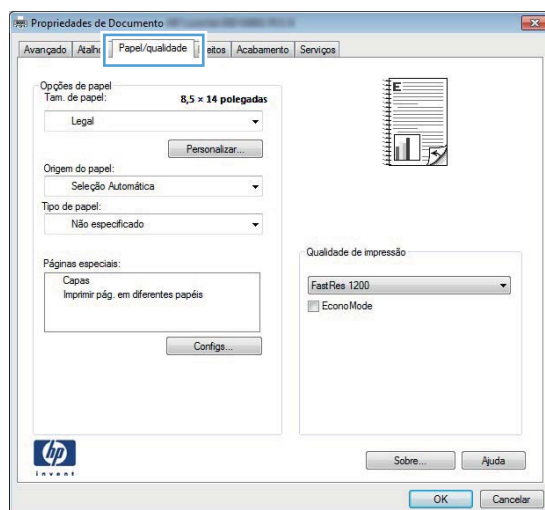 Propriedades de Documento
Avançado Atalh Papel/qualidade eitos Acabamento Serviços
Opções de papel
Tam. de papel: 8,5 × 14 polegadas
Legal
Personalizar...
Origem do papel:
Seleção Automática
Tipo de papel:
Não especificado
Páginas especiais:
Capas
Imprimir pág. em diferentes papéis
Configs...
E
Qualidade de impressão
FastRes 1200
EconoMode
hp
invent
Sobre... Ajuda
OK Cancelar